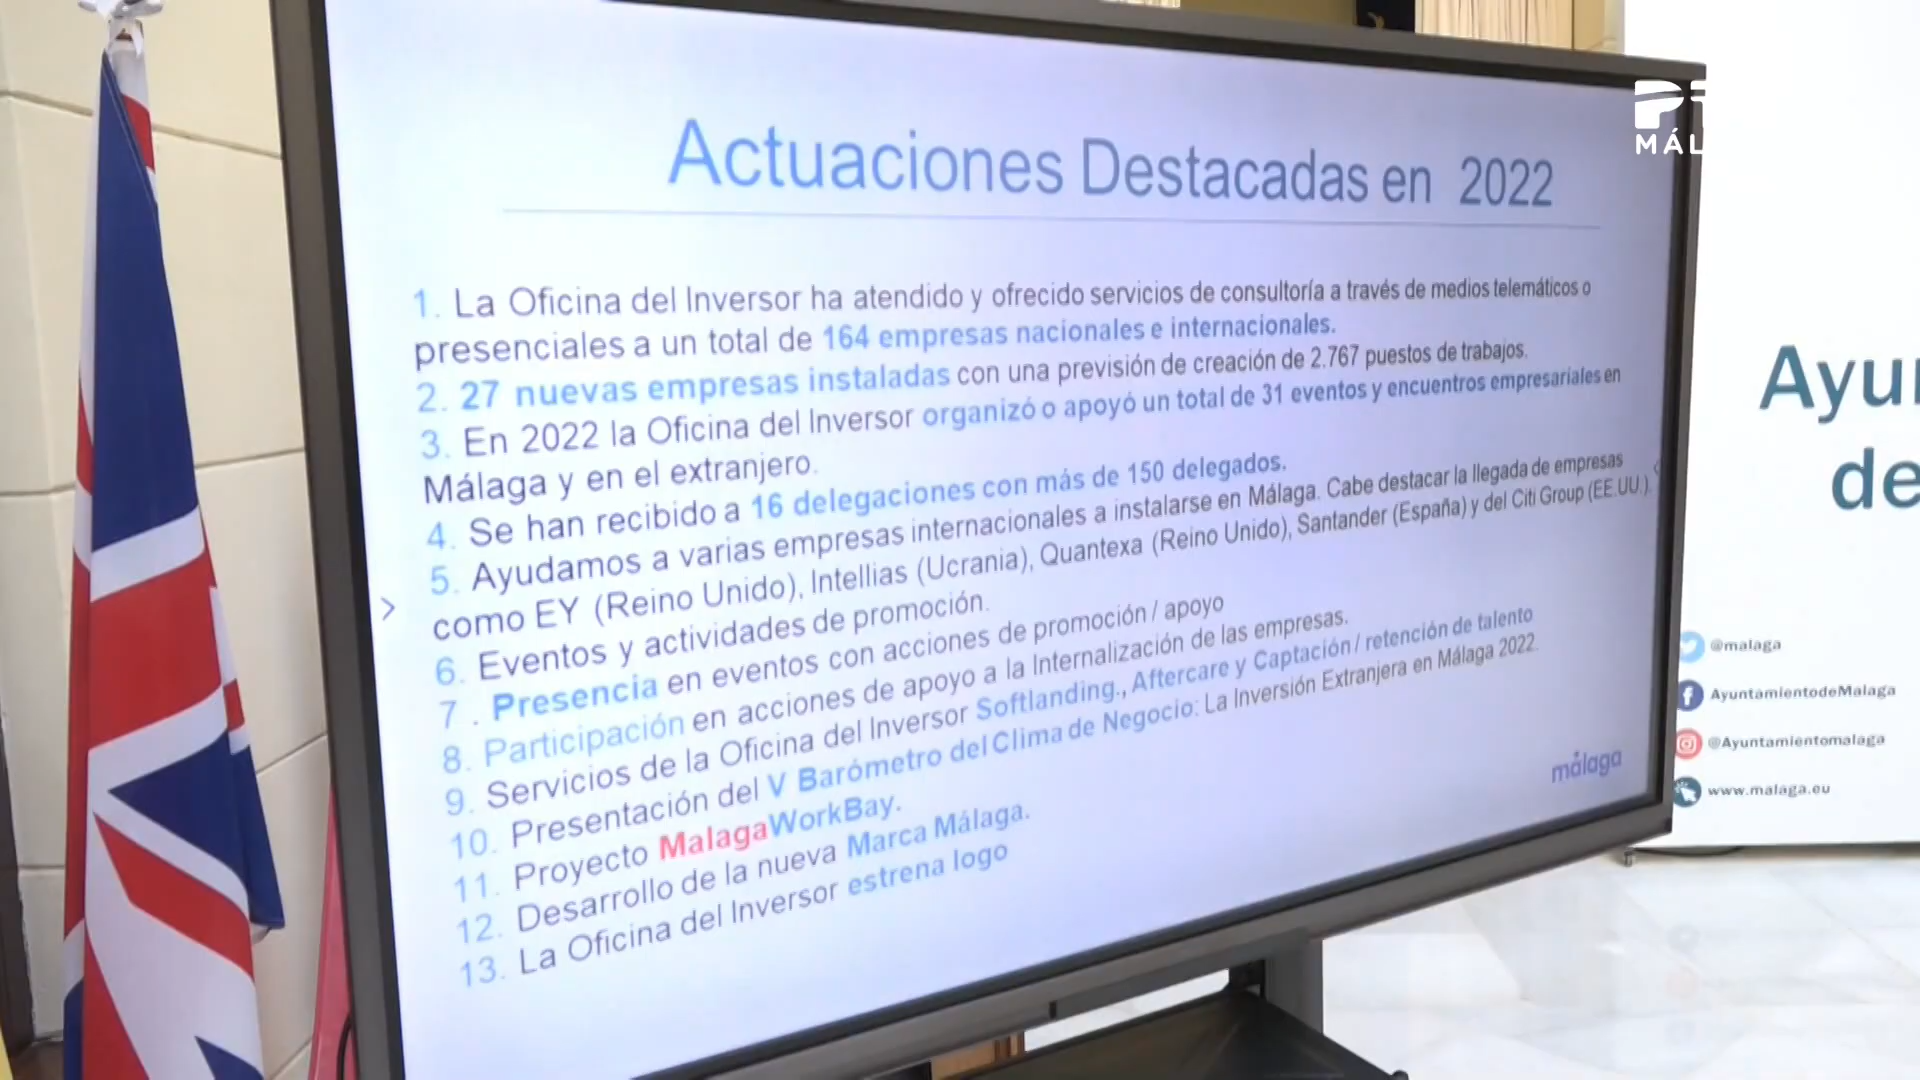 PT
MÁL
Actuaciones Destacadas en 2022
1. La Oficina del Inversor ha atendido y ofrecido servicios de consultoría a través de medios telemáticos o
presenciales a un total de 164 empresas nacionales e internacionales.
2. 27 nuevas empresas instaladas con una previsión de creación de 2.767 puestos de trabajos.
3. En 2022 la Oficina del Inversor organizó o apoyó un total de 31 eventos y encuentros empresariales en
Málaga y en el extranjero.
4. Se han recibido a 16 delegaciones con más de 150 delegados.
5. Ayudamos a varias empresas internacionales a instalarse en Málaga. Cabe destacar la llegada de empresas
como EY (Reino Unido), Intellias (Ucrania), Quantexa (Reino Unido), Santander (España) y del Citi Group (EE.UU.).
6. Eventos y actividades de promoción.
7 . Presencia en eventos con acciones de promoción / apoyo
8. Participación en acciones de apoyo a la Internalización de las empresas.
9. Servicios de la Oficina del Inversor Softlanding., Aftercare y Captación / retención de talento
10. Presentación del V Barómetro del Clima de Negocio: La Inversión Extranjera en Málaga 2022.
11. Proyecto MalagaWorkBay.
12. Desarrollo de la nueva Marca Málaga.
13. La Oficina del Inversor estrena logo
málaga
Ayu
de
@malaga
AyuntamientodeMalaga
@Ayuntamientomalaga
www.malaga.eu